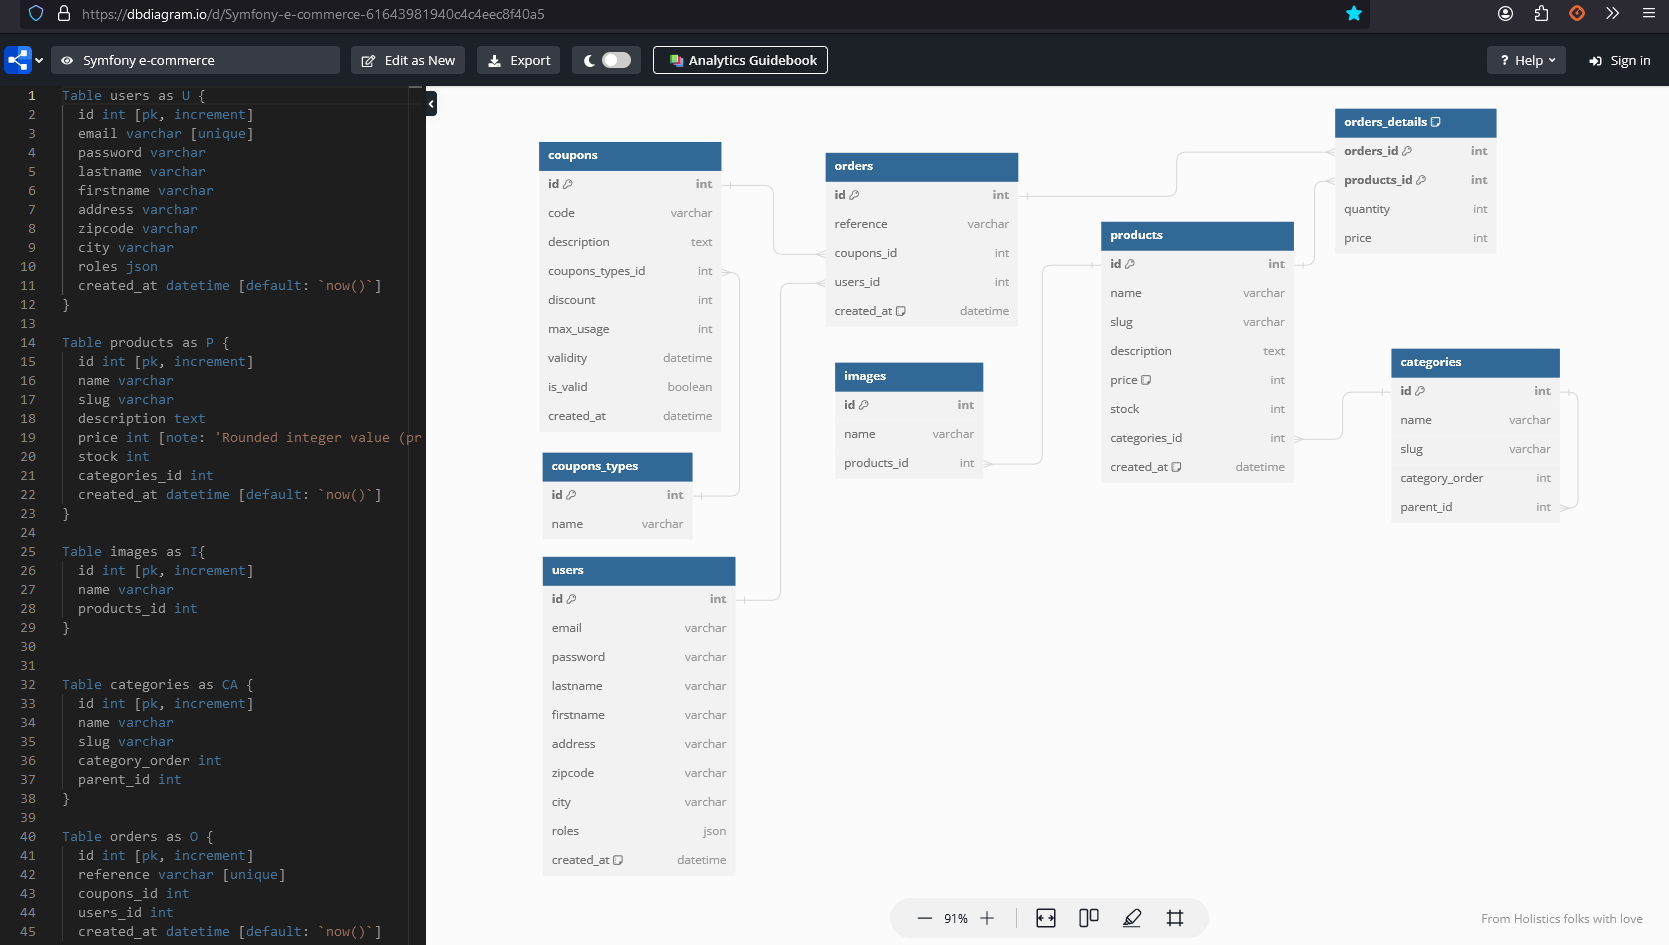 https://dbdiagram.io/d/Symfony-e-commerce-61643981940c4c4eec8f40a5
Symfony e-commerce
Edit as New
Export
Analytics Guidebook
? Help
Sign in
1 Table users as U {
2 id int [pk, increment]
3 email varchar [unique]
4 password varchar
5 lastname varchar
6 firstname varchar
7 address varchar
8 zipcode varchar
9 city varchar
10 roles json
11 created_at datetime [default: `now()`]
12 }
13
14 Table products as P {
15 id int [pk, increment]
16 name varchar
17 slug varchar
18 description text
19 price int [note: 'Rounded integer value (pr
20 stock int
21 categories_id int
22 created_at datetime [default: `now()`]
23 }
24
25 Table images as I{
26 id int [pk, increment]
27 name varchar
28 products_id int
29 }
30
31
32 Table categories as CA {
33 id int [pk, increment]
34 name varchar
35 slug varchar
36 category_order int
37 parent_id int
38 }
39
40 Table orders as O {
41 id int [pk, increment]
42 reference varchar [unique]
43 coupons_id int
44 users_id int
45 created_at datetime [default: `now()`]
coupons
id int
code varchar
description text
coupons_types_id int
discount int
max_usage int
validity datetime
is_valid boolean
created_at datetime
coupons_types
id int
name varchar
users
id int
email varchar
password varchar
lastname varchar
firstname varchar
address varchar
zipcode varchar
city varchar
roles json
created_at datetime
orders
id int
reference varchar
coupons_id int
users_id int
created_at datetime
images
id int
name varchar
products_id int
products
id int
name varchar
slug varchar
description text
price int
stock int
categories_id int
created_at datetime
orders_details
orders_id int
products_id int
quantity int
price int
categories
id int
name varchar
slug varchar
category_order int
parent_id int
91%
From Holistics folks with love